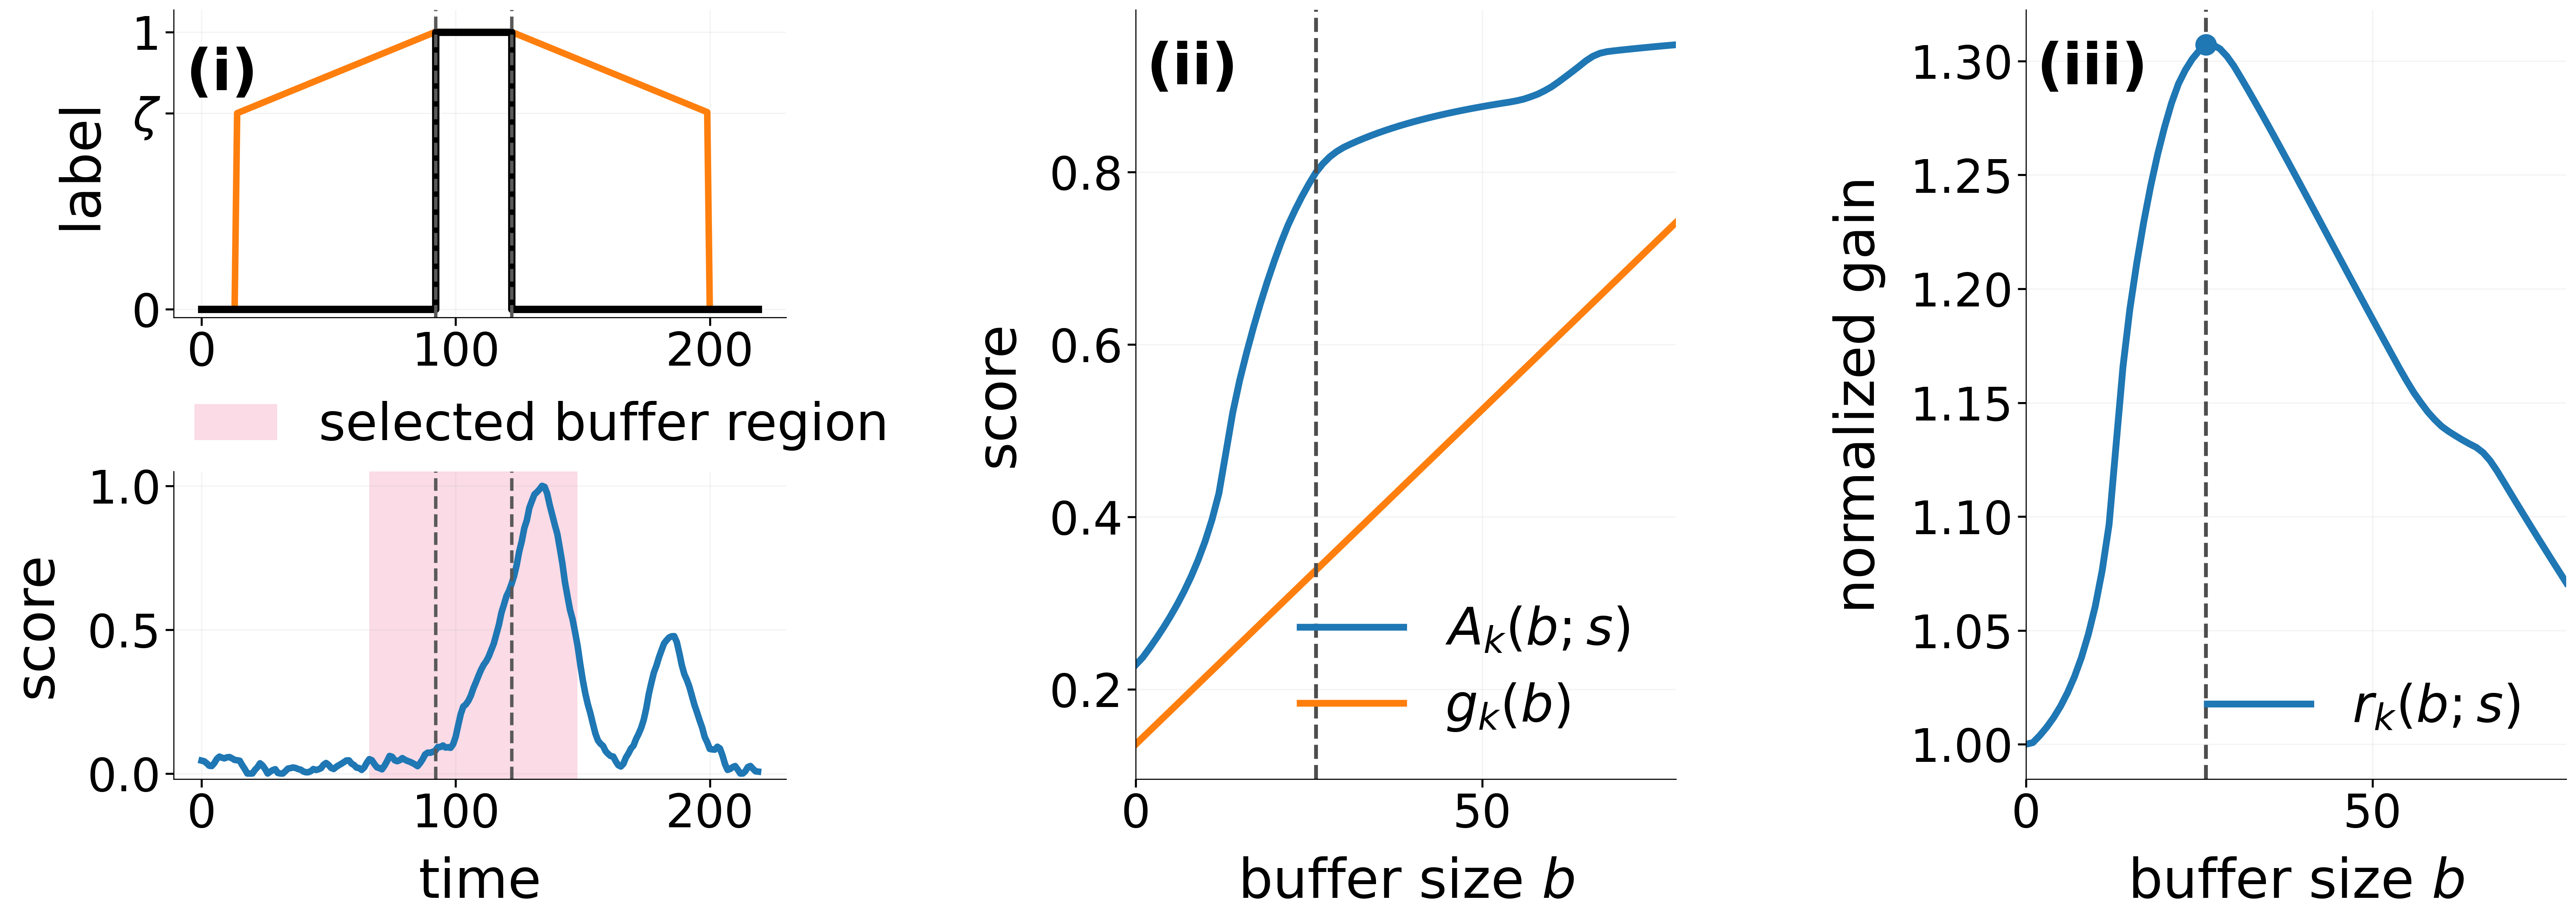 (i)
label
1
ζ
0
0 100 200
selected buffer region
score
1.0
0.5
0.0
0 100 200
time
(ii)
score
0.8
0.6
0.4
0.2
A_k(b; s)
g_k(b)
0 50
buffer size b
(iii)
normalized gain
1.30
1.25
1.20
1.15
1.10
1.05
1.00
r_k(b; s)
0 50
buffer size b